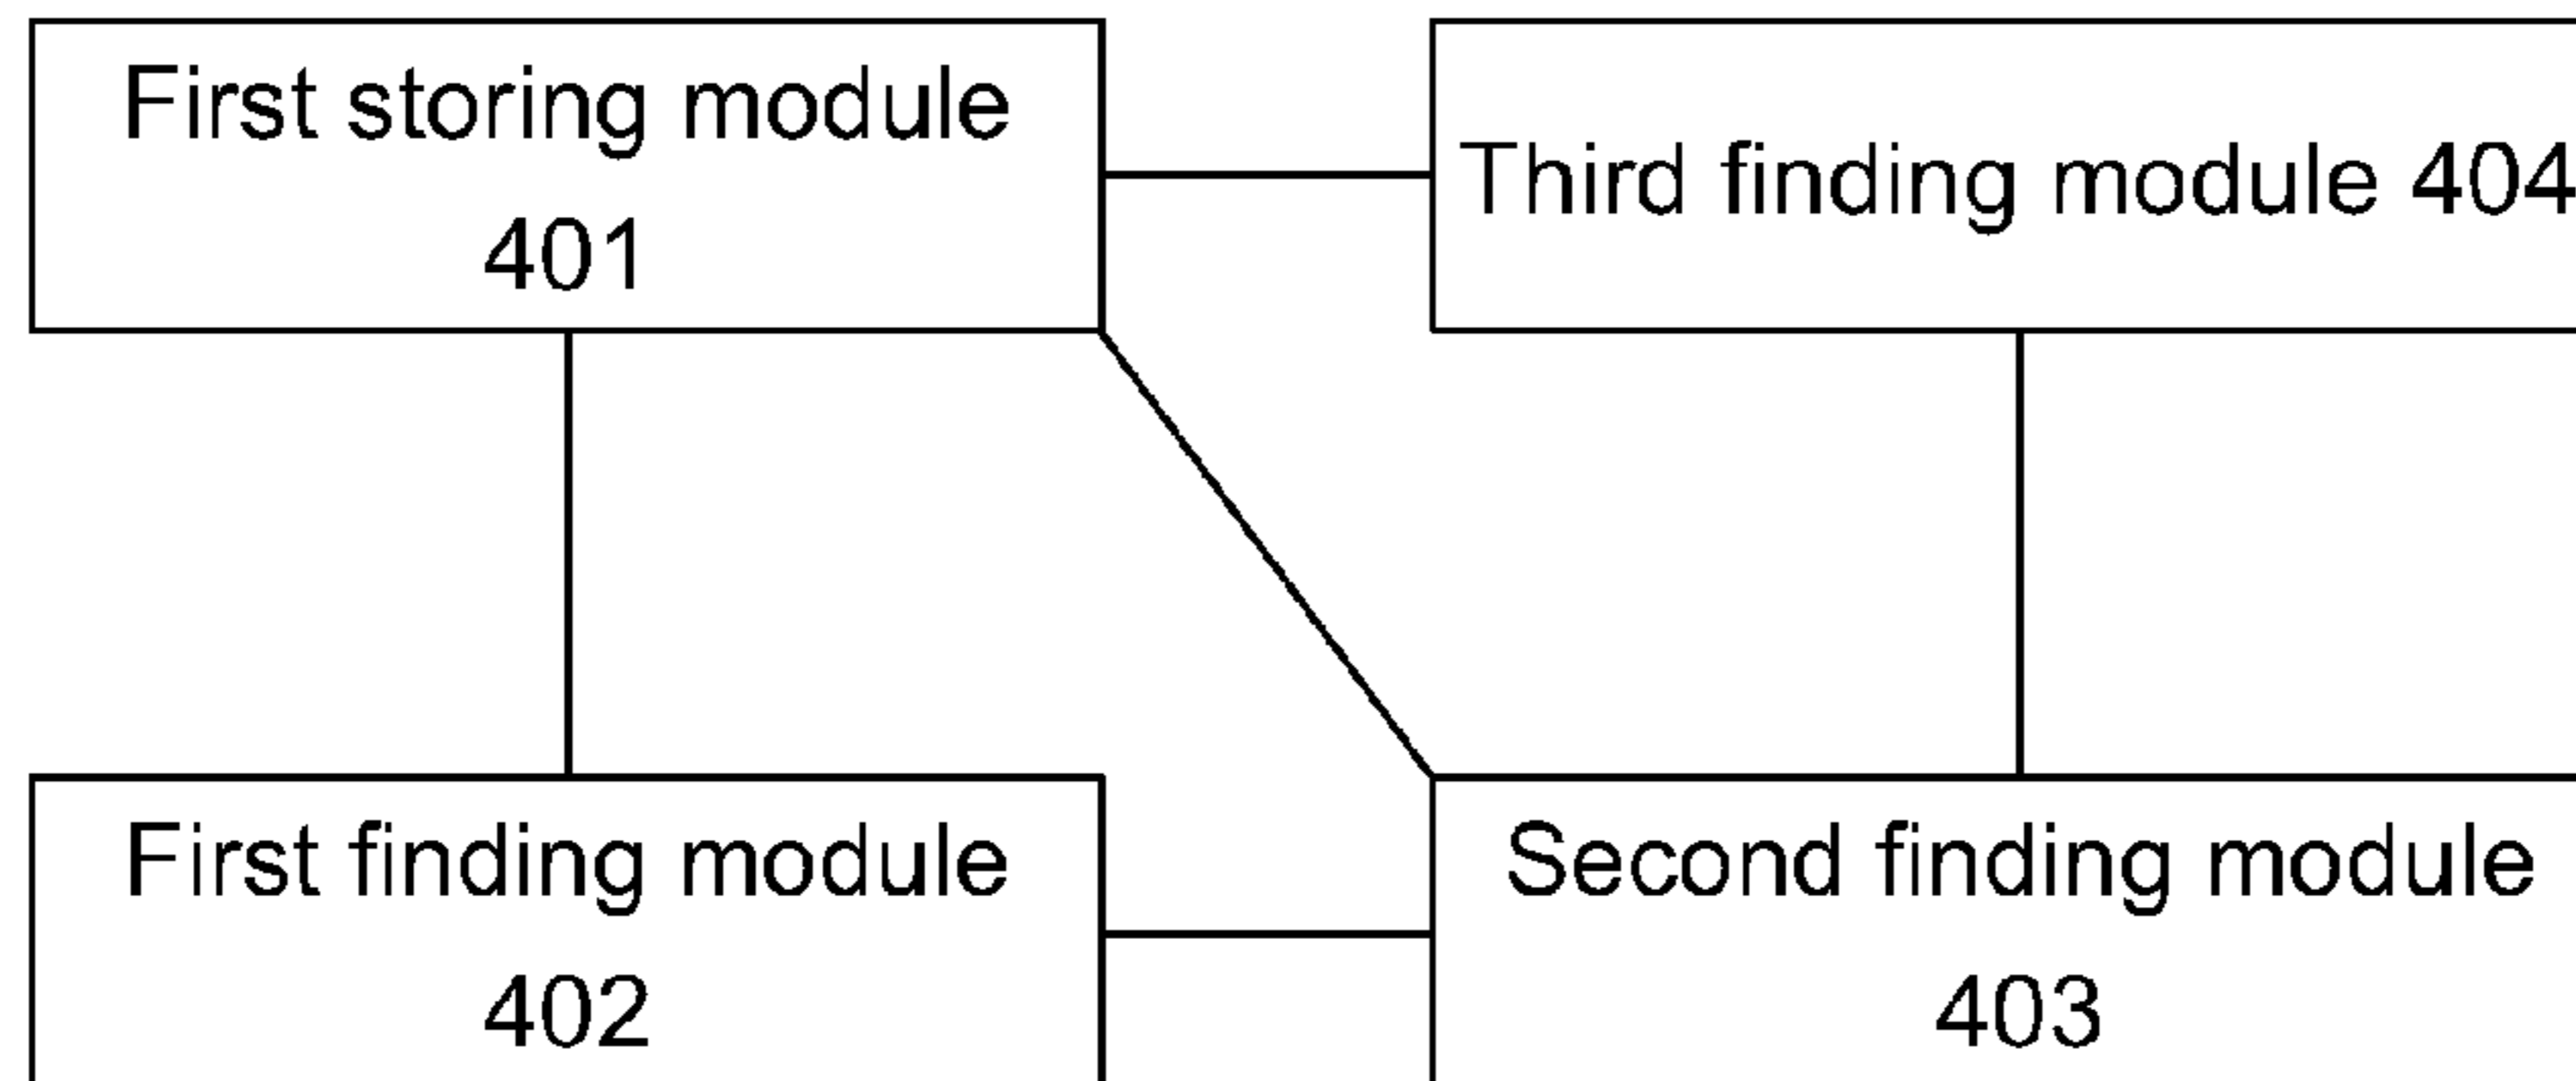 First storing module
401
Third finding module 404
First finding module
402
Second finding module
403